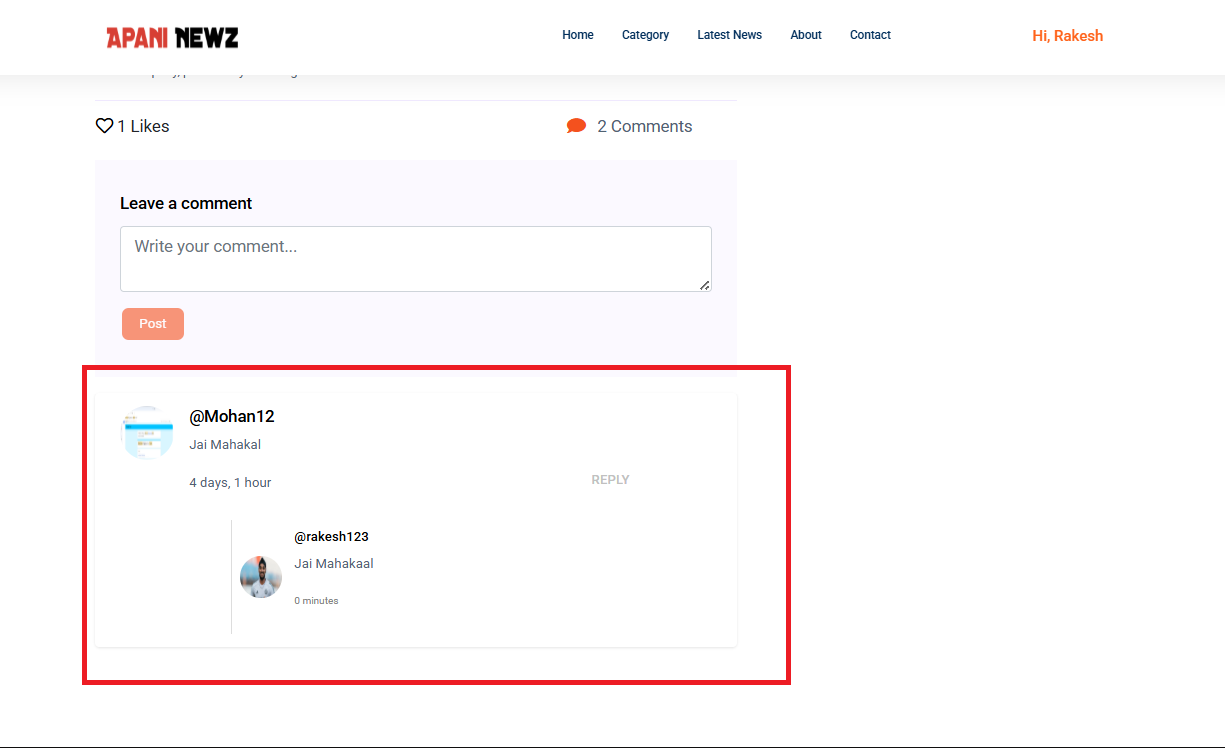 APANI NEWZ
Home Category Latest News About Contact
Hi, Rakesh
1 Likes
2 Comments
Leave a comment
Write your comment...
Post
@Mohan12
Jai Mahakal
4 days, 1 hour
REPLY
@rakesh123
Jai Mahakaal
0 minutes